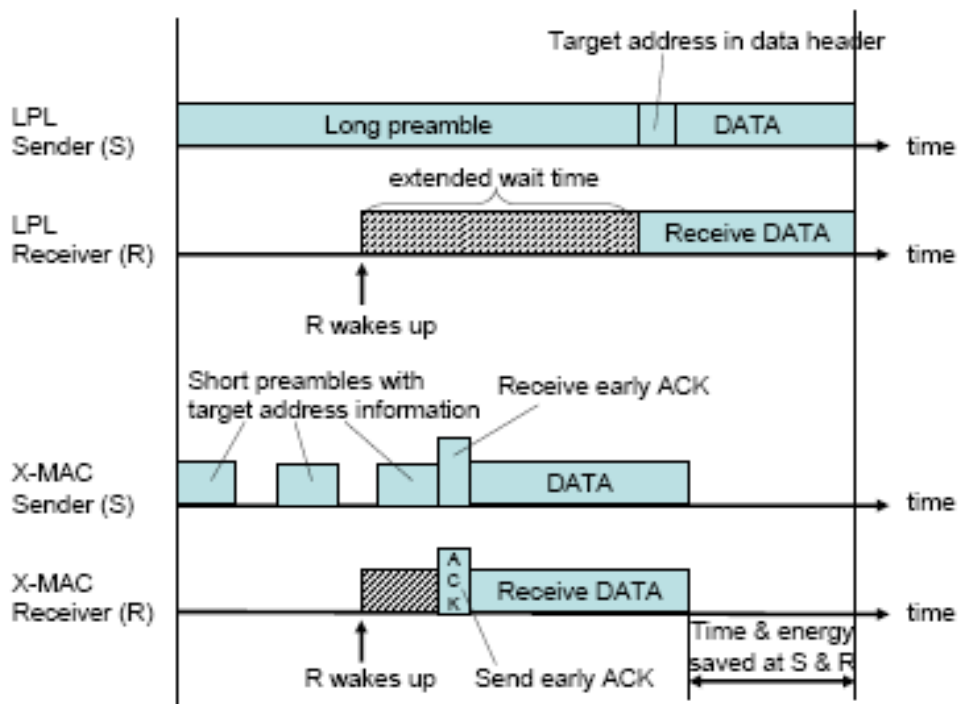 Target address in data header
LPL
Sender (S)
Long preamble
DATA
time
extended wait time
LPL
Receiver (R)
Receive DATA
time
R wakes up
Short preambles with
target address information
Receive early ACK
X-MAC
Sender (S)
DATA
time
X-MAC
Receiver (R)
A
C
K
Receive DATA
time
Time & energy
saved at S & R
R wakes up
Send early ACK